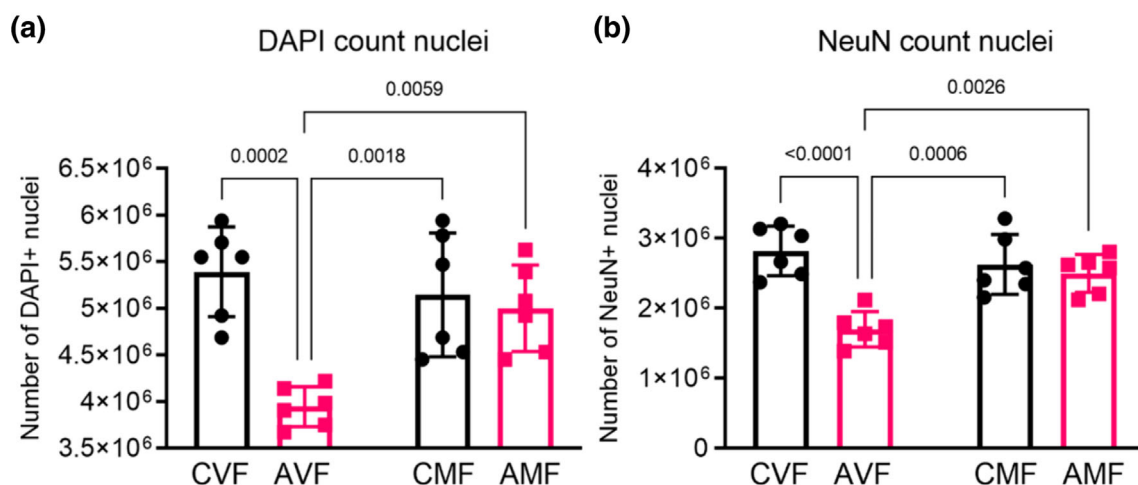 (a)
DAPI count nuclei
0.0059
0.0002
0.0018
Number of DAPI+ nuclei
6.5×10⁶
6×10⁶
5.5×10⁶
5×10⁶
4.5×10⁶
4×10⁶
3.5×10⁶
CVF AVF CMF AMF
(b)
NeuN count nuclei
0.0026
<0.0001
0.0006
Number of NeuN+ nuclei
4×10⁶
3×10⁶
2×10⁶
1×10⁶
0
CVF AVF CMF AMF